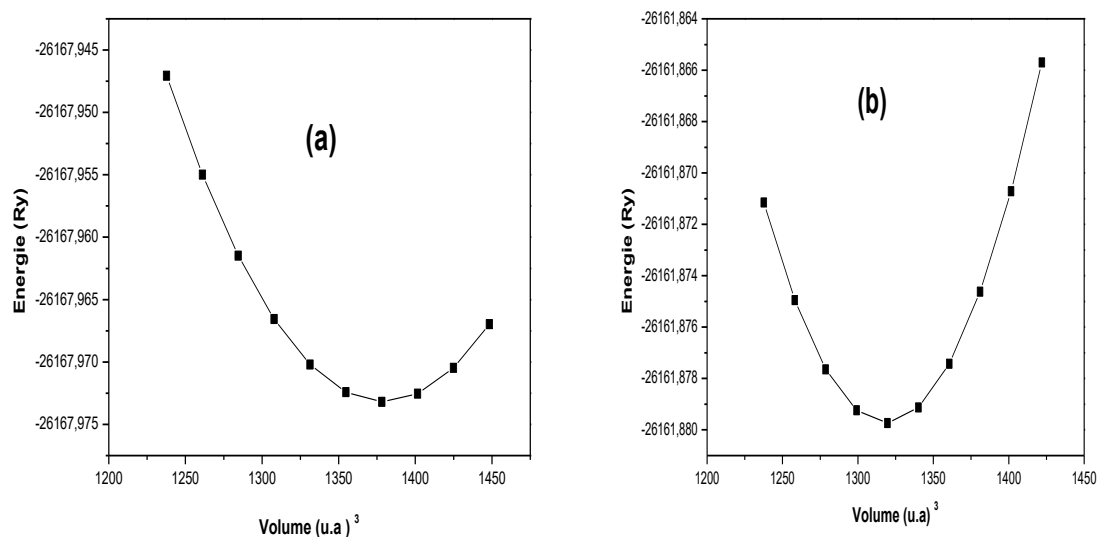 (a)
Energie (Ry)
-26167,945
-26167,950
-26167,955
-26167,960
-26167,965
-26167,970
-26167,975
1200 1250 1300 1350 1400 1450
Volume (u.a ) 3
(b)
Energie (Ry)
-26161,864
-26161,866
-26161,868
-26161,870
-26161,872
-26161,874
-26161,876
-26161,878
-26161,880
1200 1250 1300 1350 1400 1450
Volume (u.a) 3